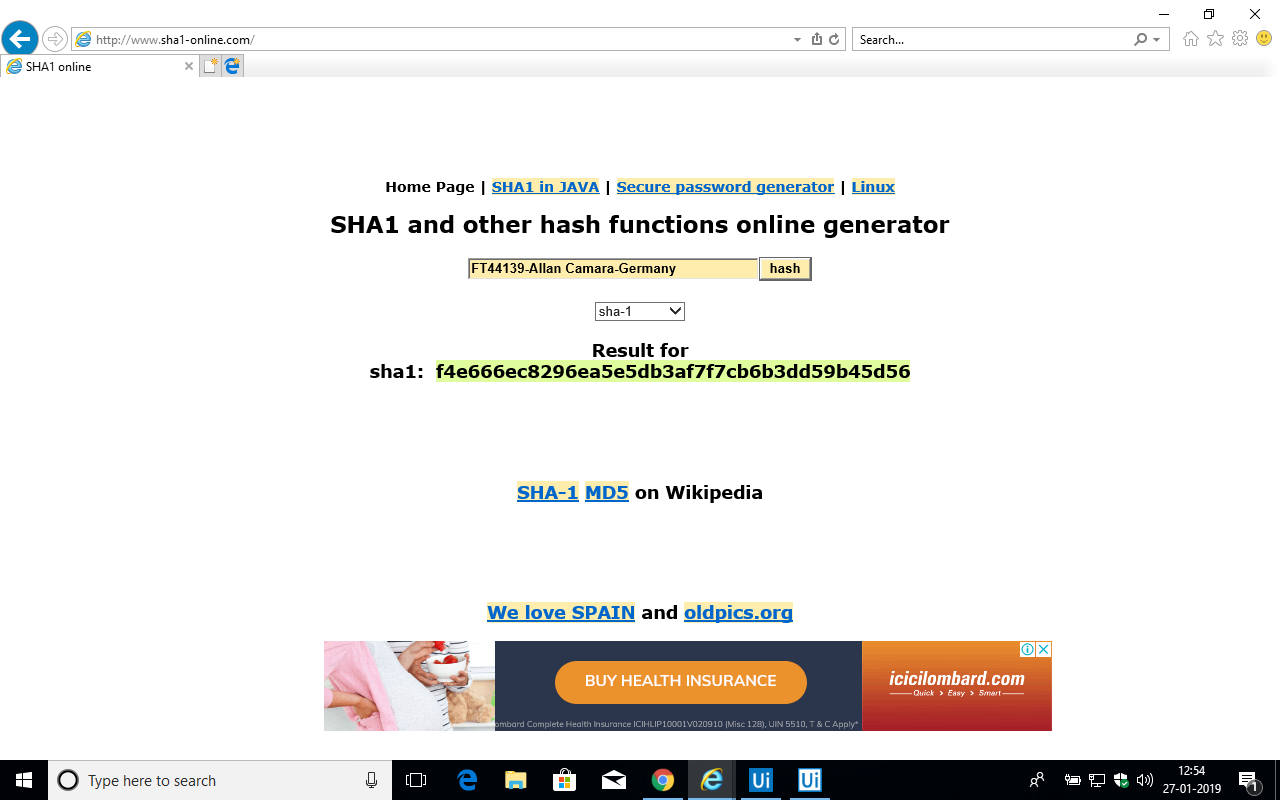 http://www.sha1-online.com/
Search...
SHA1 online
Home Page | SHA1 in JAVA | Secure password generator | Linux
SHA1 and other hash functions online generator
FT44139-Allan Camara-Germany hash
sha-1
Result for
sha1: f4e666ec8296ea5e5db3af7f7cb6b3dd59b45d56
SHA-1 MD5 on Wikipedia
We love SPAIN and oldpics.org
BUY HEALTH INSURANCE
icicilombard.com
Quick > Easy > Smart
ombard Complete Health Insurance ICIHLIP10001V020910 (Misc 128), UIN 5510, T & C Apply*
Type here to search
Ui
Ui
12:54
27-01-2019
1